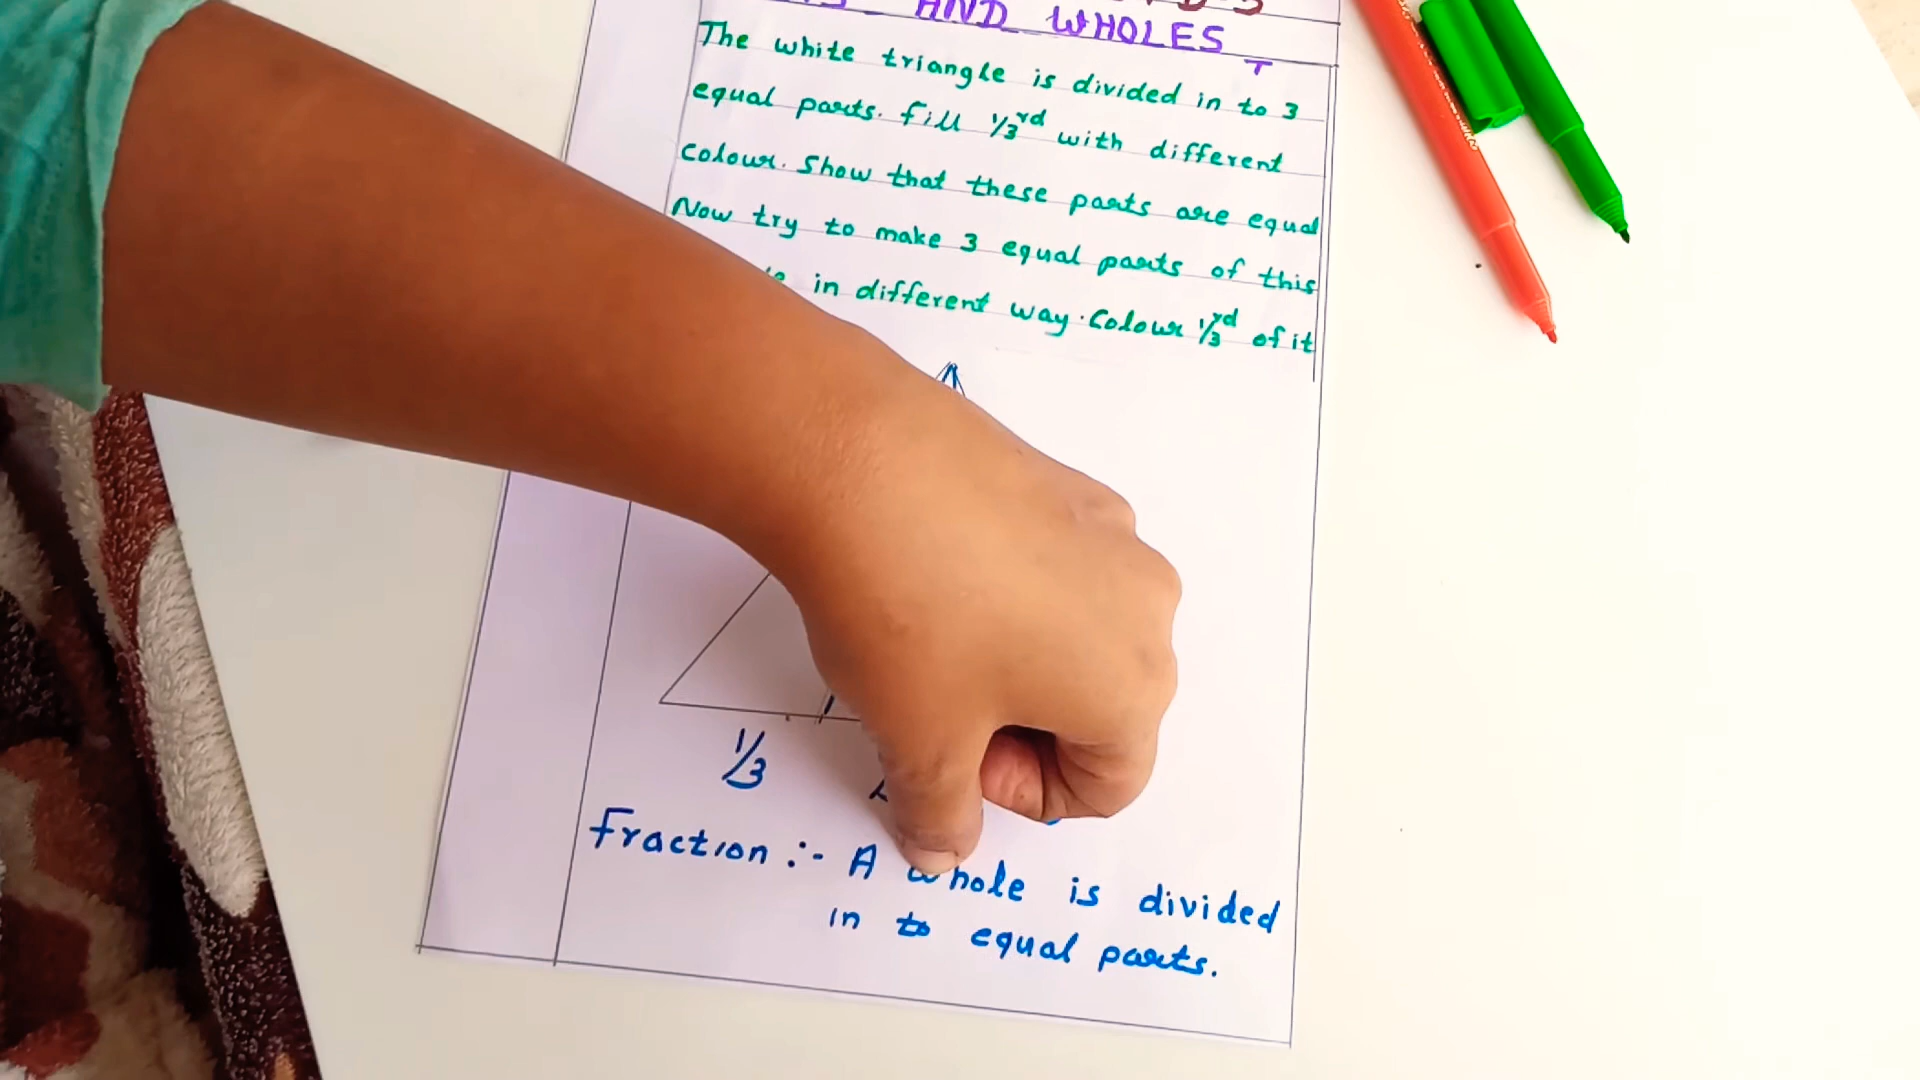 AND WHOLES
The white triangle is divided in to 3
equal parts. fill 1/3rd with different
colour. Show that these parts are equal
Now try to make 3 equal parts of this
in different way. Colour 1/3rd of it
1/3
Fraction :- A whole is divided
in to equal parts.